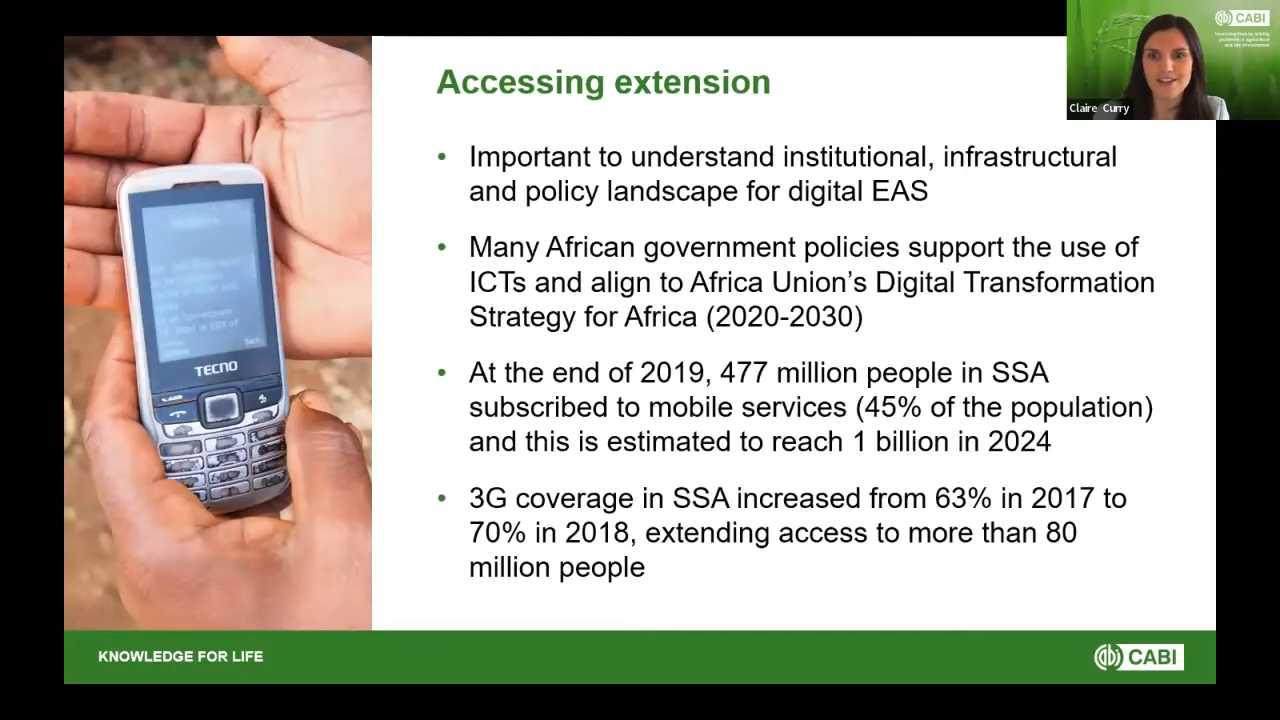 Accessing extension
• Important to understand institutional, infrastructural
and policy landscape for digital EAS
• Many African government policies support the use of
ICTs and align to Africa Union’s Digital Transformation
Strategy for Africa (2020-2030)
• At the end of 2019, 477 million people in SSA
subscribed to mobile services (45% of the population)
and this is estimated to reach 1 billion in 2024
• 3G coverage in SSA increased from 63% in 2017 to
70% in 2018, extending access to more than 80
million people
CABI
Claire Curry
Back
TECNO
KNOWLEDGE FOR LIFE
CABI